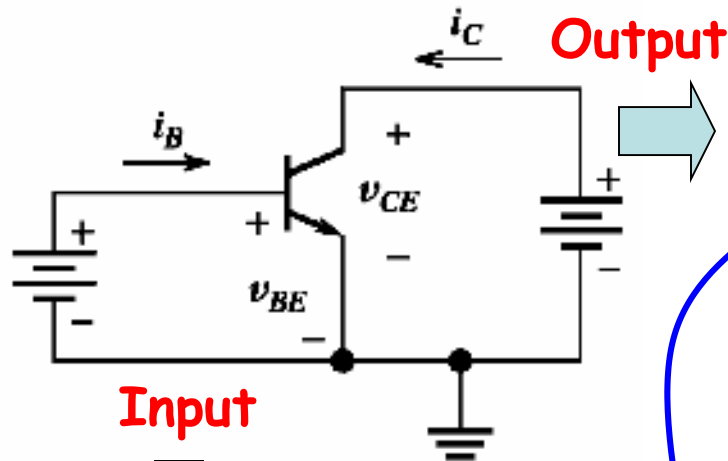 i_C
Output
i_B
+
+
+
v_CE
+
−
−
v_BE
−
−
Input